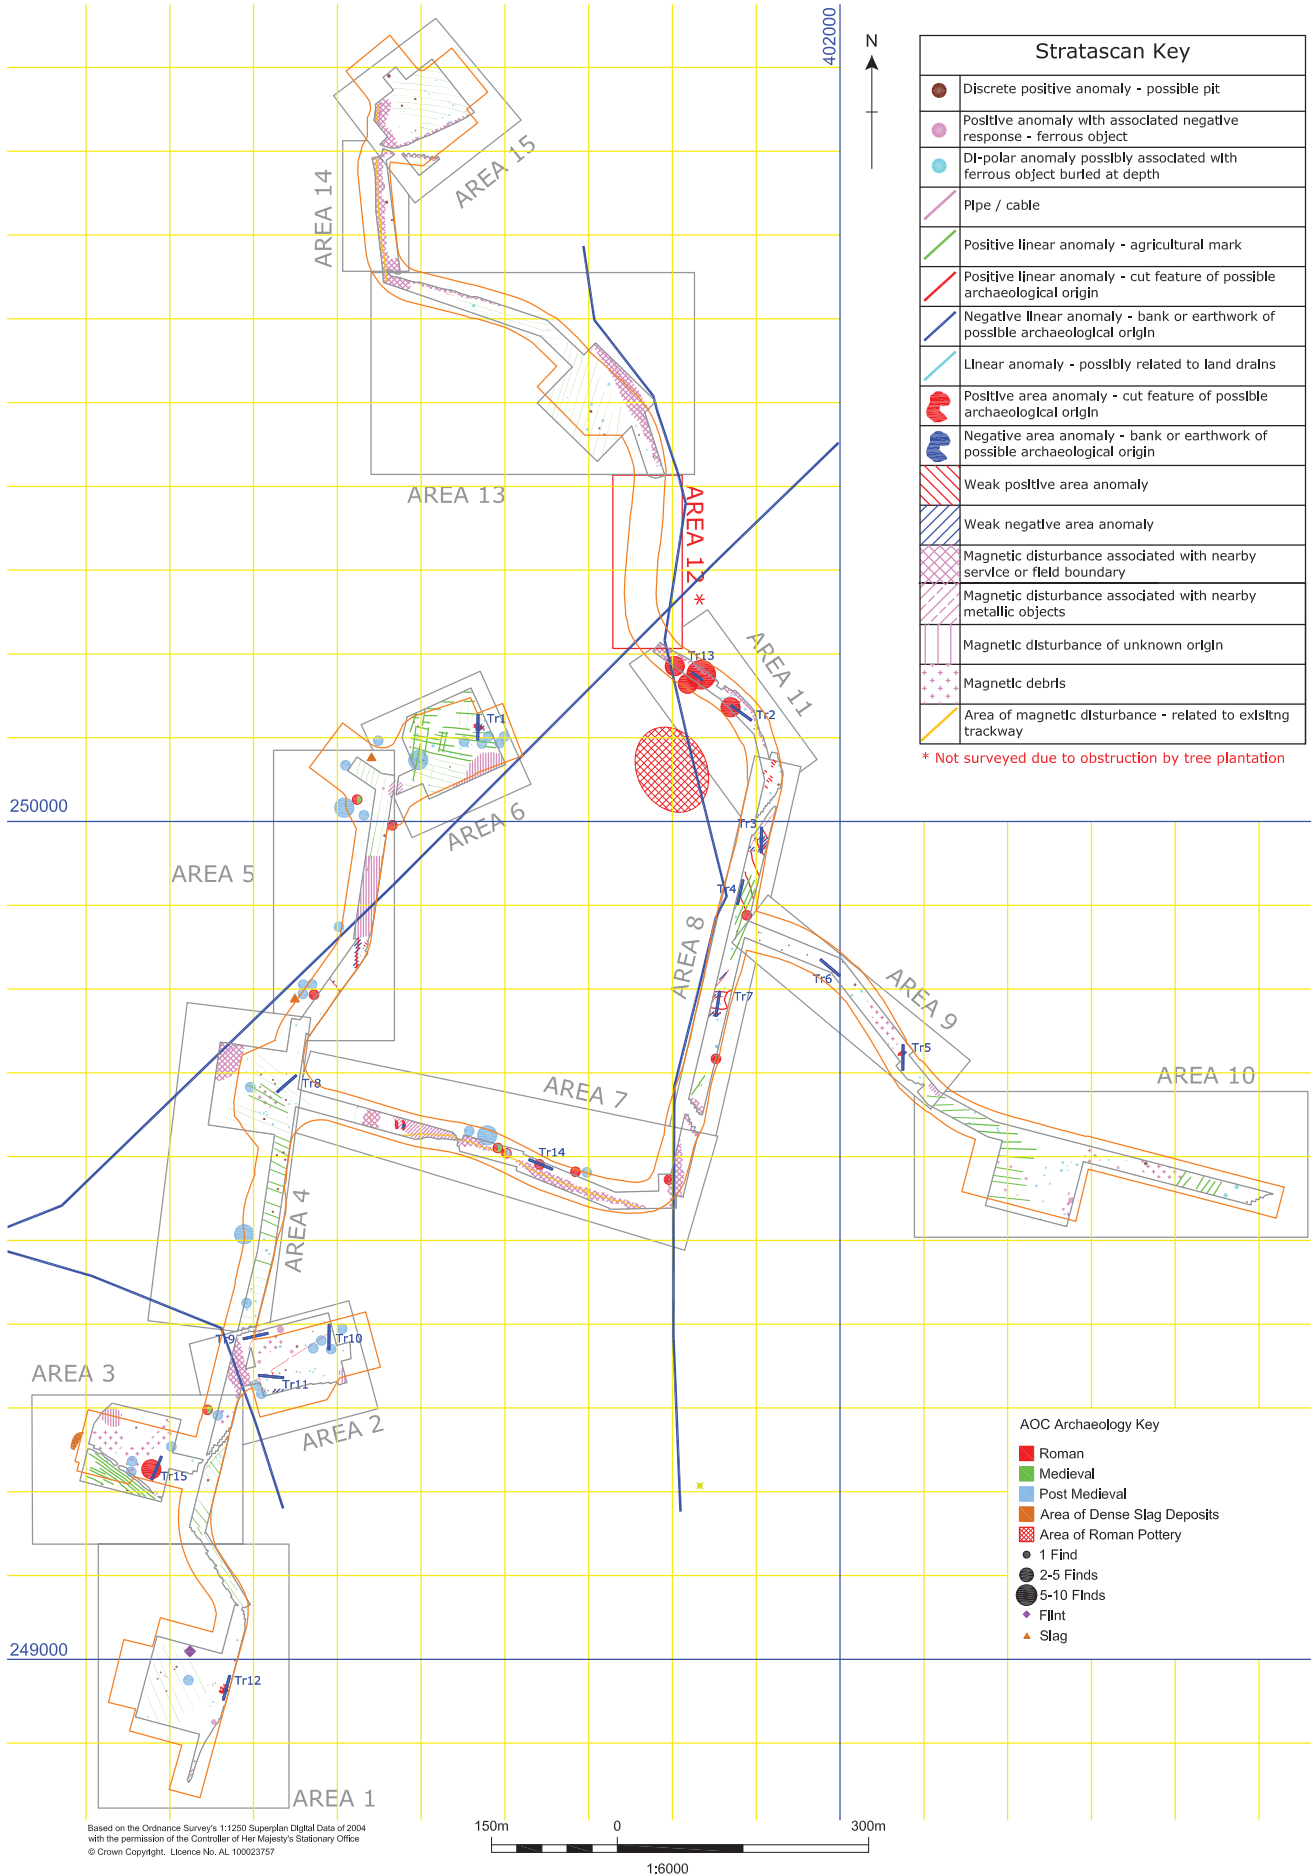 402000
N
Stratascan Key
Discrete positive anomaly - possible pit
Positive anomaly with associated negative
response - ferrous object
Di-polar anomaly possibly associated with
ferrous object buried at depth
Pipe / cable
Positive linear anomaly - agricultural mark
Positive linear anomaly - cut feature of possible
archaeological origin
Negative linear anomaly - bank or earthwork of
possible archaeological origin
Linear anomaly - possibly related to land drains
Positive area anomaly - cut feature of possible
archaeological origin
Negative area anomaly - bank or earthwork of
possible archaeological origin
Weak positive area anomaly
Weak negative area anomaly
Magnetic disturbance associated with nearby
service or field boundary
Magnetic disturbance associated with nearby
metallic objects
Magnetic disturbance of unknown origin
Magnetic debris
Area of magnetic disturbance - related to exisitng
trackway
* Not surveyed due to obstruction by tree plantation
AREA 15
AREA 14
AREA 13
AREA 12 *
AREA 11
Tr13
Tr2
Tr1
AREA 6
250000
Tr3
AREA 5
Tr4
AREA 8
Tr6
AREA 9
Tr7
Tr5
AREA 10
Tr8
AREA 7
Tr14
AREA 4
Tr9
Tr10
AREA 3
Tr11
AREA 2
Tr15
AOC Archaeology Key
Roman
Medieval
Post Medieval
Area of Dense Slag Deposits
Area of Roman Pottery
1 Find
2-5 Finds
5-10 Finds
Flint
Slag
249000
Tr12
AREA 1
Based on the Ordnance Survey's 1:1250 Superplan Digital Data of 2004
with the permission of the Controller of Her Majesty's Stationary Office
© Crown Copyright. Licence No. AL 100023757
150m 0 300m
1:6000